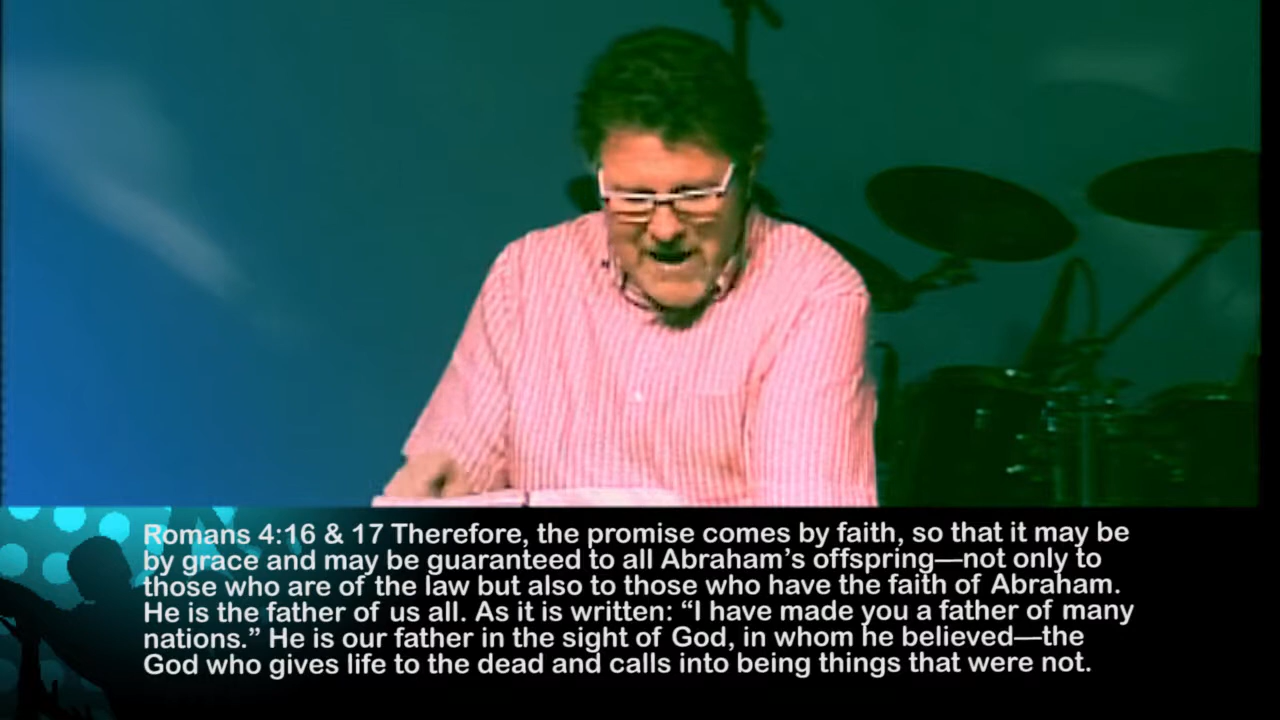 Romans 4:16 & 17 Therefore, the promise comes by faith, so that it may be
by grace and may be guaranteed to all Abraham’s offspring—not only to
those who are of the law but also to those who have the faith of Abraham.
He is the father of us all. As it is written: “I have made you a father of many
nations.” He is our father in the sight of God, in whom he believed—the
God who gives life to the dead and calls into being things that were not.